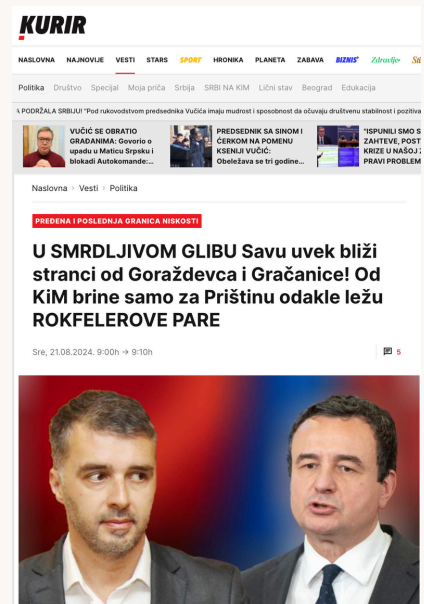 KURIR
NASLOVNA NAJNOVIJE VESTI STARS SPORT HRONIKA PLANETA ZABAVA BIZNIS Zdravlje
Politika Društvo Specijal Moja priča Srbija SRBI NA KIM Lični stav Beograd Edukacija
PODRŽALA SRBIJU! "Pod rukovodstvom predsednika Vučića imaju mudrost i sposobnost da očuvaju društvenu stabilnost i
VUČIĆ SE OBRATIO
GRAĐANIMA: Govorio o
upadu u Maticu Srpsku i
blokadi Autokomande:...
PREDSEDNIK SA SINOM I
ĆERKOM NA POMENU
KSENIJI VUČIĆ:
Obeležava se tri godine...
"ISPUNILI SMO S
ZAHTEVE, POST
KRIZE U NAŠOJ
PRAVI PROBLEM
Naslovna > Vesti > Politika
PREĐENA I POSLEDNJA GRANICA NISKOSTI
U SMRDLJIVOM GLIBU Savu uvek bliži
stranci od Goraždevca i Gračanice! Od
KiM brine samo za Prištinu odakle ležu
ROKFELEROVE PARE
Sre, 21.08.2024. 9:00h → 9:10h
5